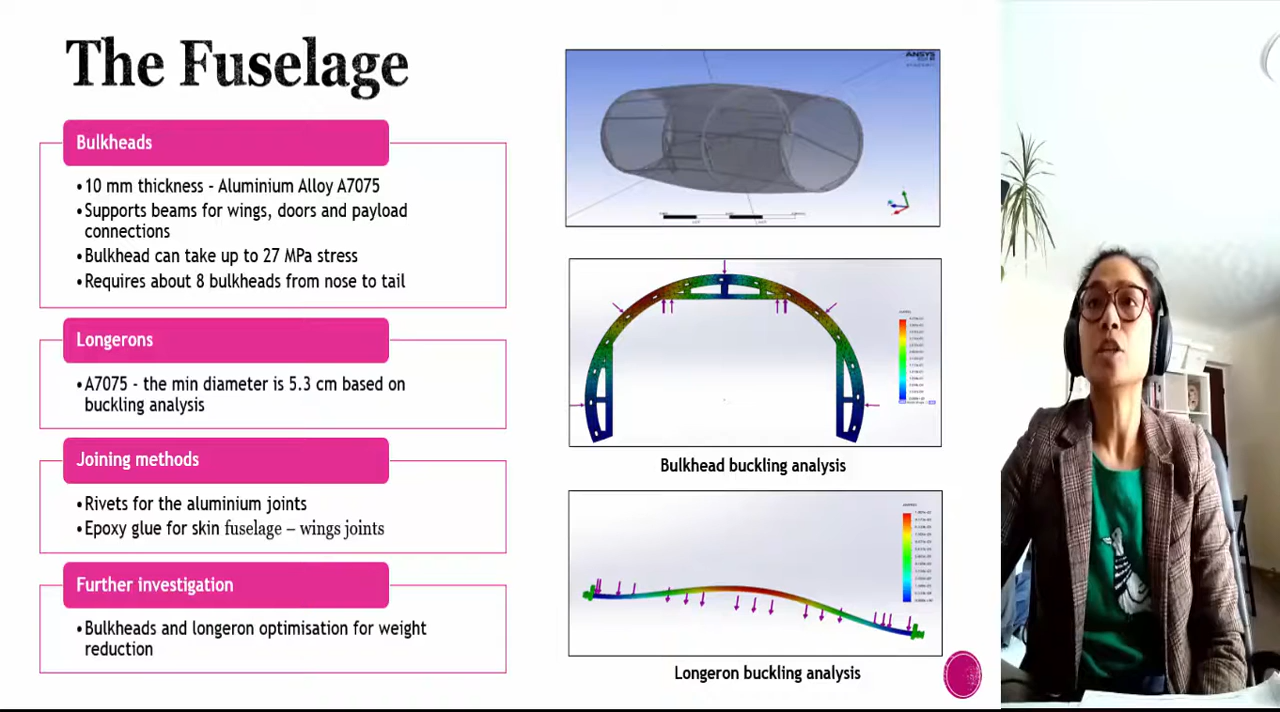 The Fuselage
Bulkheads
•10 mm thickness - Aluminium Alloy A7075
•Supports beams for wings, doors and payload
connections
•Bulkhead can take up to 27 MPa stress
•Requires about 8 bulkheads from nose to tail
Longerons
•A7075 - the min diameter is 5.3 cm based on
buckling analysis
Joining methods
•Rivets for the aluminium joints
•Epoxy glue for skin fuselage – wings joints
Further investigation
•Bulkheads and longeron optimisation for weight
reduction
ANSYS
Bulkhead buckling analysis
Longeron buckling analysis